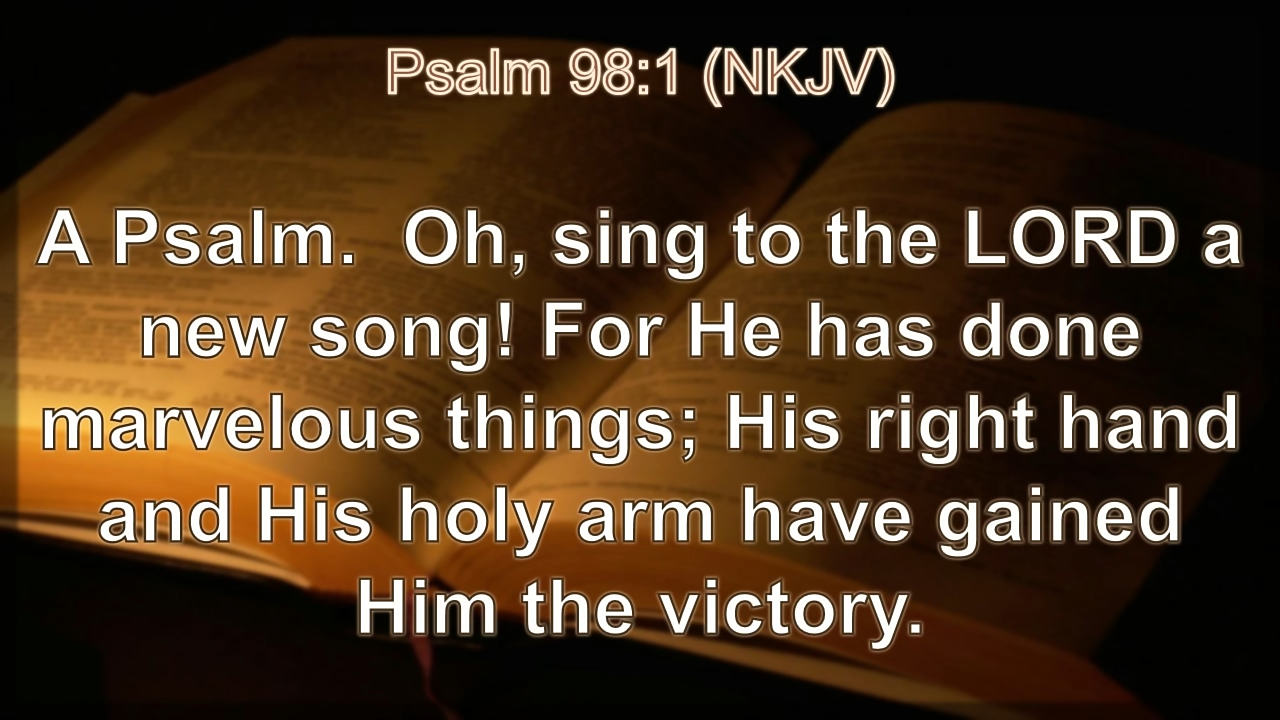 Psalm 98:1 (NKJV)
A Psalm.  Oh, sing to the LORD a
new song! For He has done
marvelous things; His right hand
and His holy arm have gained
Him the victory.